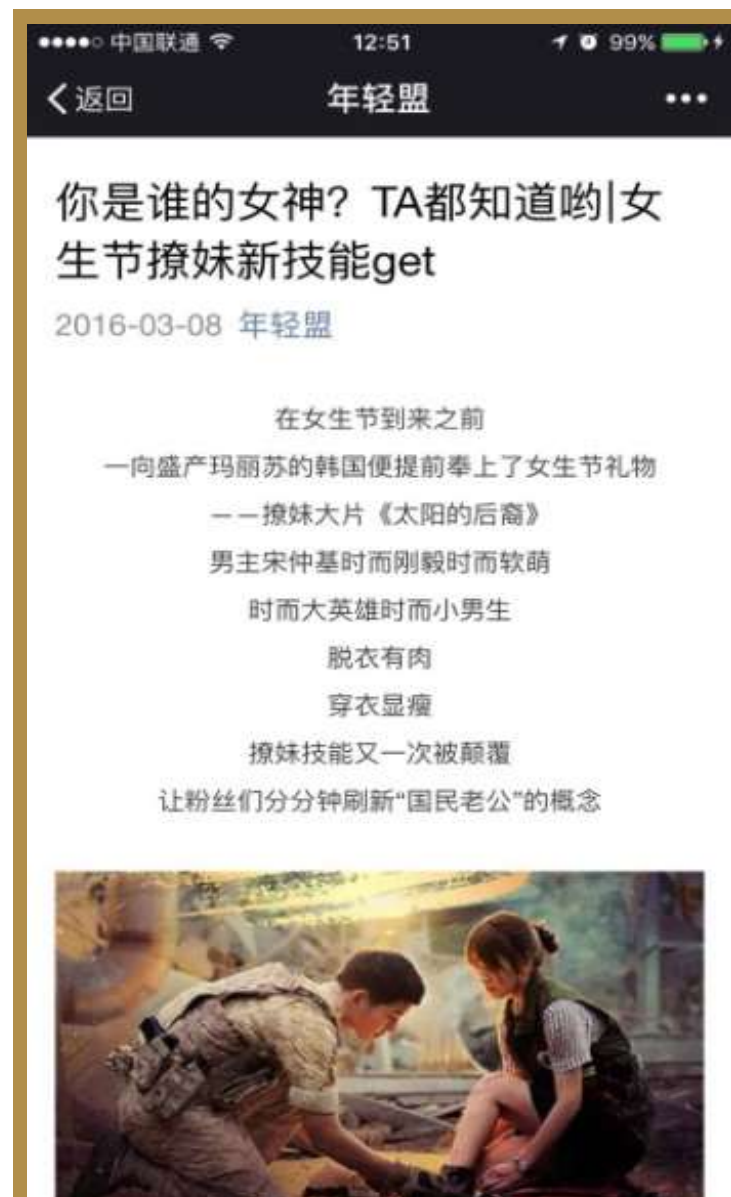 中国联通 12:51 99%
返回 年轻盟
你是谁的女神？TA都知道哟|女
生节撩妹新技能get
2016-03-08 年轻盟
在女生节到来之前
一向盛产玛丽苏的韩国便提前奉上了女生节礼物
——撩妹大片《太阳的后裔》
男主宋仲基时而刚毅时而软萌
时而大英雄时而小男生
脱衣有肉
穿衣显瘦
撩妹技能又一次被颠覆
让粉丝们分分钟刷新“国民老公”的概念